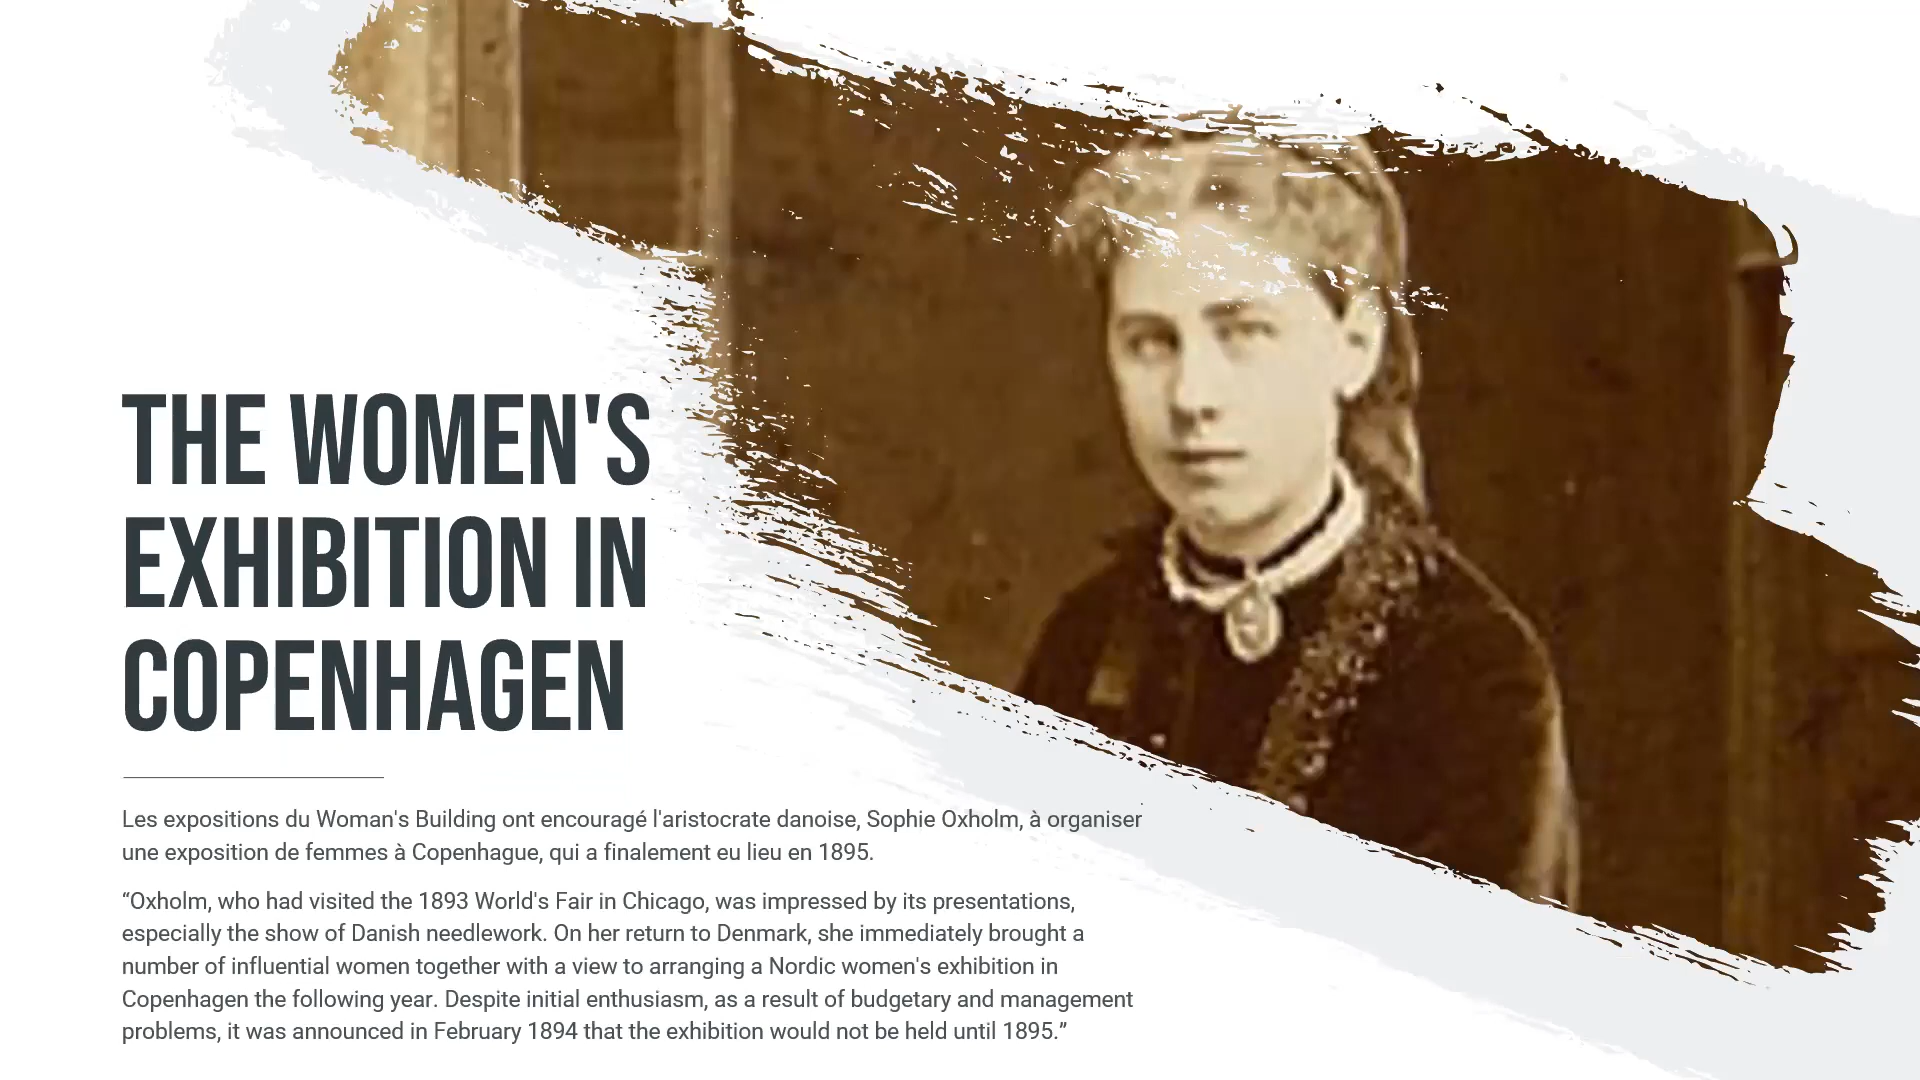 THE WOMEN'S
EXHIBITION IN
COPENHAGEN
Les expositions du Woman's Building ont encouragé l'aristocrate danoise, Sophie Oxholm, à organiser
une exposition de femmes à Copenhague, qui a finalement eu lieu en 1895.
“Oxholm, who had visited the 1893 World's Fair in Chicago, was impressed by its presentations,
especially the show of Danish needlework. On her return to Denmark, she immediately brought a
number of influential women together with a view to arranging a Nordic women's exhibition in
Copenhagen the following year. Despite initial enthusiasm, as a result of budgetary and management
problems, it was announced in February 1894 that the exhibition would not be held until 1895.”